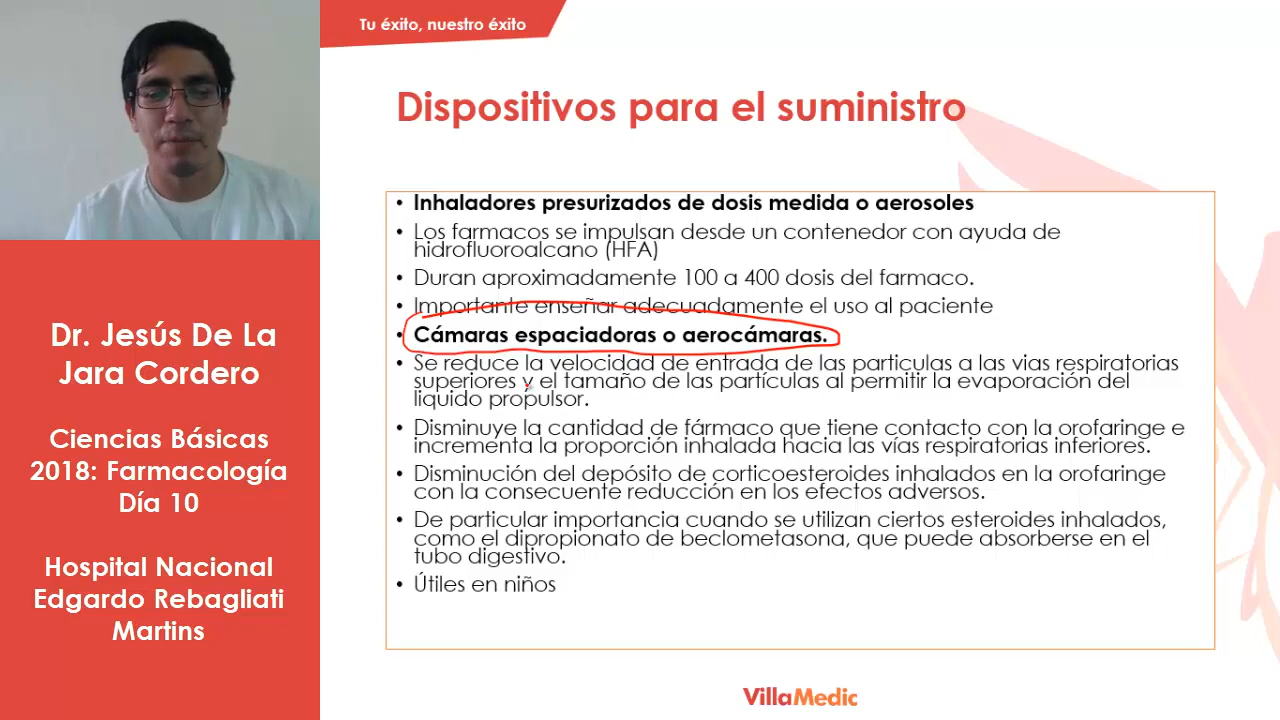 Tu éxito, nuestro éxito
Dispositivos para el suministro
• Inhaladores presurizados de dosis medida o aerosoles
• Los farmacos se impulsan desde un contenedor con ayuda de
hidrofluoroalcano (HFA)
• Duran aproximadamente 100 a 400 dosis del farmaco.
• Importante enseñar adecuadamente el uso al paciente
• Cámaras espaciadoras o aerocámaras.
• Se reduce la velocidad de entrada de las particulas a las vias respiratorias
superiores y el tamaño de las partículas al permitir la evaporación del
liquido propulsor.
• Disminuye la cantidad de fármaco que tiene contacto con la orofaringe e
incrementa la proporción inhalada hacia las vías respiratorias inferiores.
• Disminución del depósito de corticoesteroides inhalados en la orofaringe
con la consecuente reducción en los efectos adversos.
• De particular importancia cuando se utilizan ciertos esteroides inhalados,
como el dipropionato de beclometasona, que puede absorberse en el
tubo digestivo.
• Útiles en niños
Dr. Jesús De La
Jara Cordero
Ciencias Básicas
2018: Farmacología
Día 10
Hospital Nacional
Edgardo Rebagliati
Martins
VillaMedic